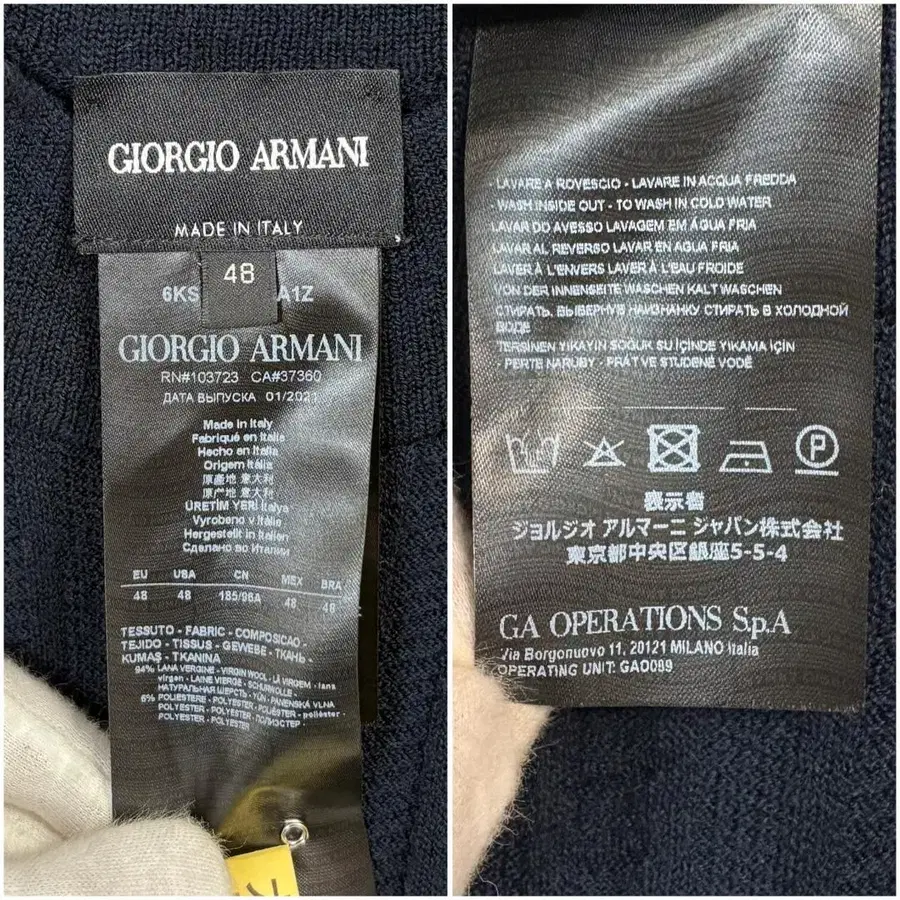 GIORGIO ARMANI
MADE IN ITALY
48
6KS A1Z
GIORGIO ARMANI
RN#103723 CA#37360
ДАТА ВЫПУСКА 01/2021
Made in Italy
Fabriqué en Italie
Hecho en Italia
Origem Itália
原產地 意大利
原产地 意大利
ÜRETİM YERİ İtalya
Vyrobeno v Itálie
Hergestellt in Italien
Сделано во Италии
EU USA CN MEX BRA
48 48 185/98A 48 48
TESSUTO - FABRIC - COMPOSICAO -
TEJIDO - TISSUS - GEWEBE - ТКАНЬ -
KUMAŞ - TKANINA
94% LANA VERGINE - VIRGIN WOOL - LÃ VIRGEM - lana
virgen - LAINE VIERGE - SCHURWOLLE -
НАТУРАЛЬНАЯ ШЕРСТЬ - YÜN - PANENSKÁ VLNA
6% POLIESTERE - POLYESTER - POLIÉSTER - poliéster -
POLYESTER - POLYESTER - ПОЛИЭСТЕР -
POLYESTER - POLYESTER
- LAVARE A ROVESCIO - LAVARE IN ACQUA FREDDA
WASH INSIDE OUT - TO WASH IN COLD WATER
LAVAR DO AVESSO LAVAGEM EM ÁGUA FRIA
LAVAR AL REVERSO LAVAR EN AGUA FRIA
LAVER À L'ENVERS LAVER À L'EAU FROIDE
VON DER INNENSEITE WASCHEN KALT WASCHEN
СТИРАТЬ, ВЫВЕРНУВ НАИЗНАНКУ СТИРАТЬ В ХОЛОДНОЙ
ВОДЕ
TERSİNEN YIKAYIN SOĞUK SU İÇİNDE YIKAMA İÇİN
PERTE NARUBY - PRÁT VE STUDENÉ VODĚ
P
表示者
ジョルジオ アルマーニ ジャパン株式会社
東京都中央区銀座5-5-4
GA OPERATIONS S.p.A
Via Borgonuovo 11, 20121 MILANO Italia
OPERATING UNIT: GAO089